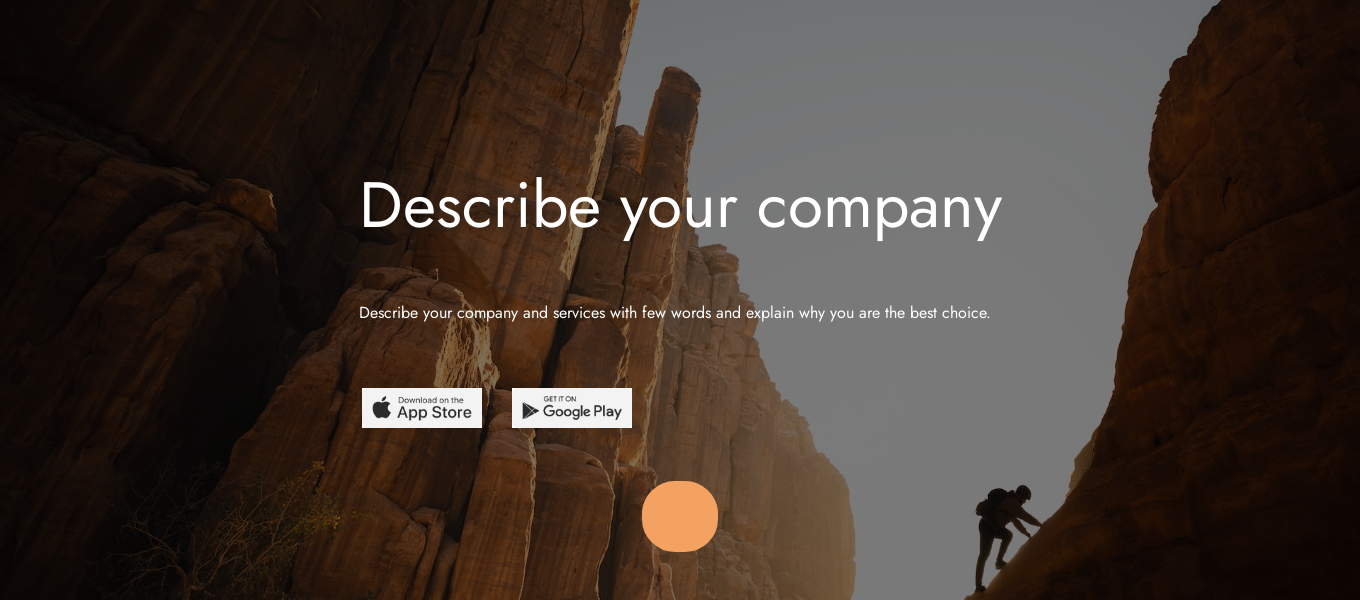 Describe your company
Describe your company and services with few words and explain why you are the best choice.
Download on the
App Store
GET IT ON
Google Play